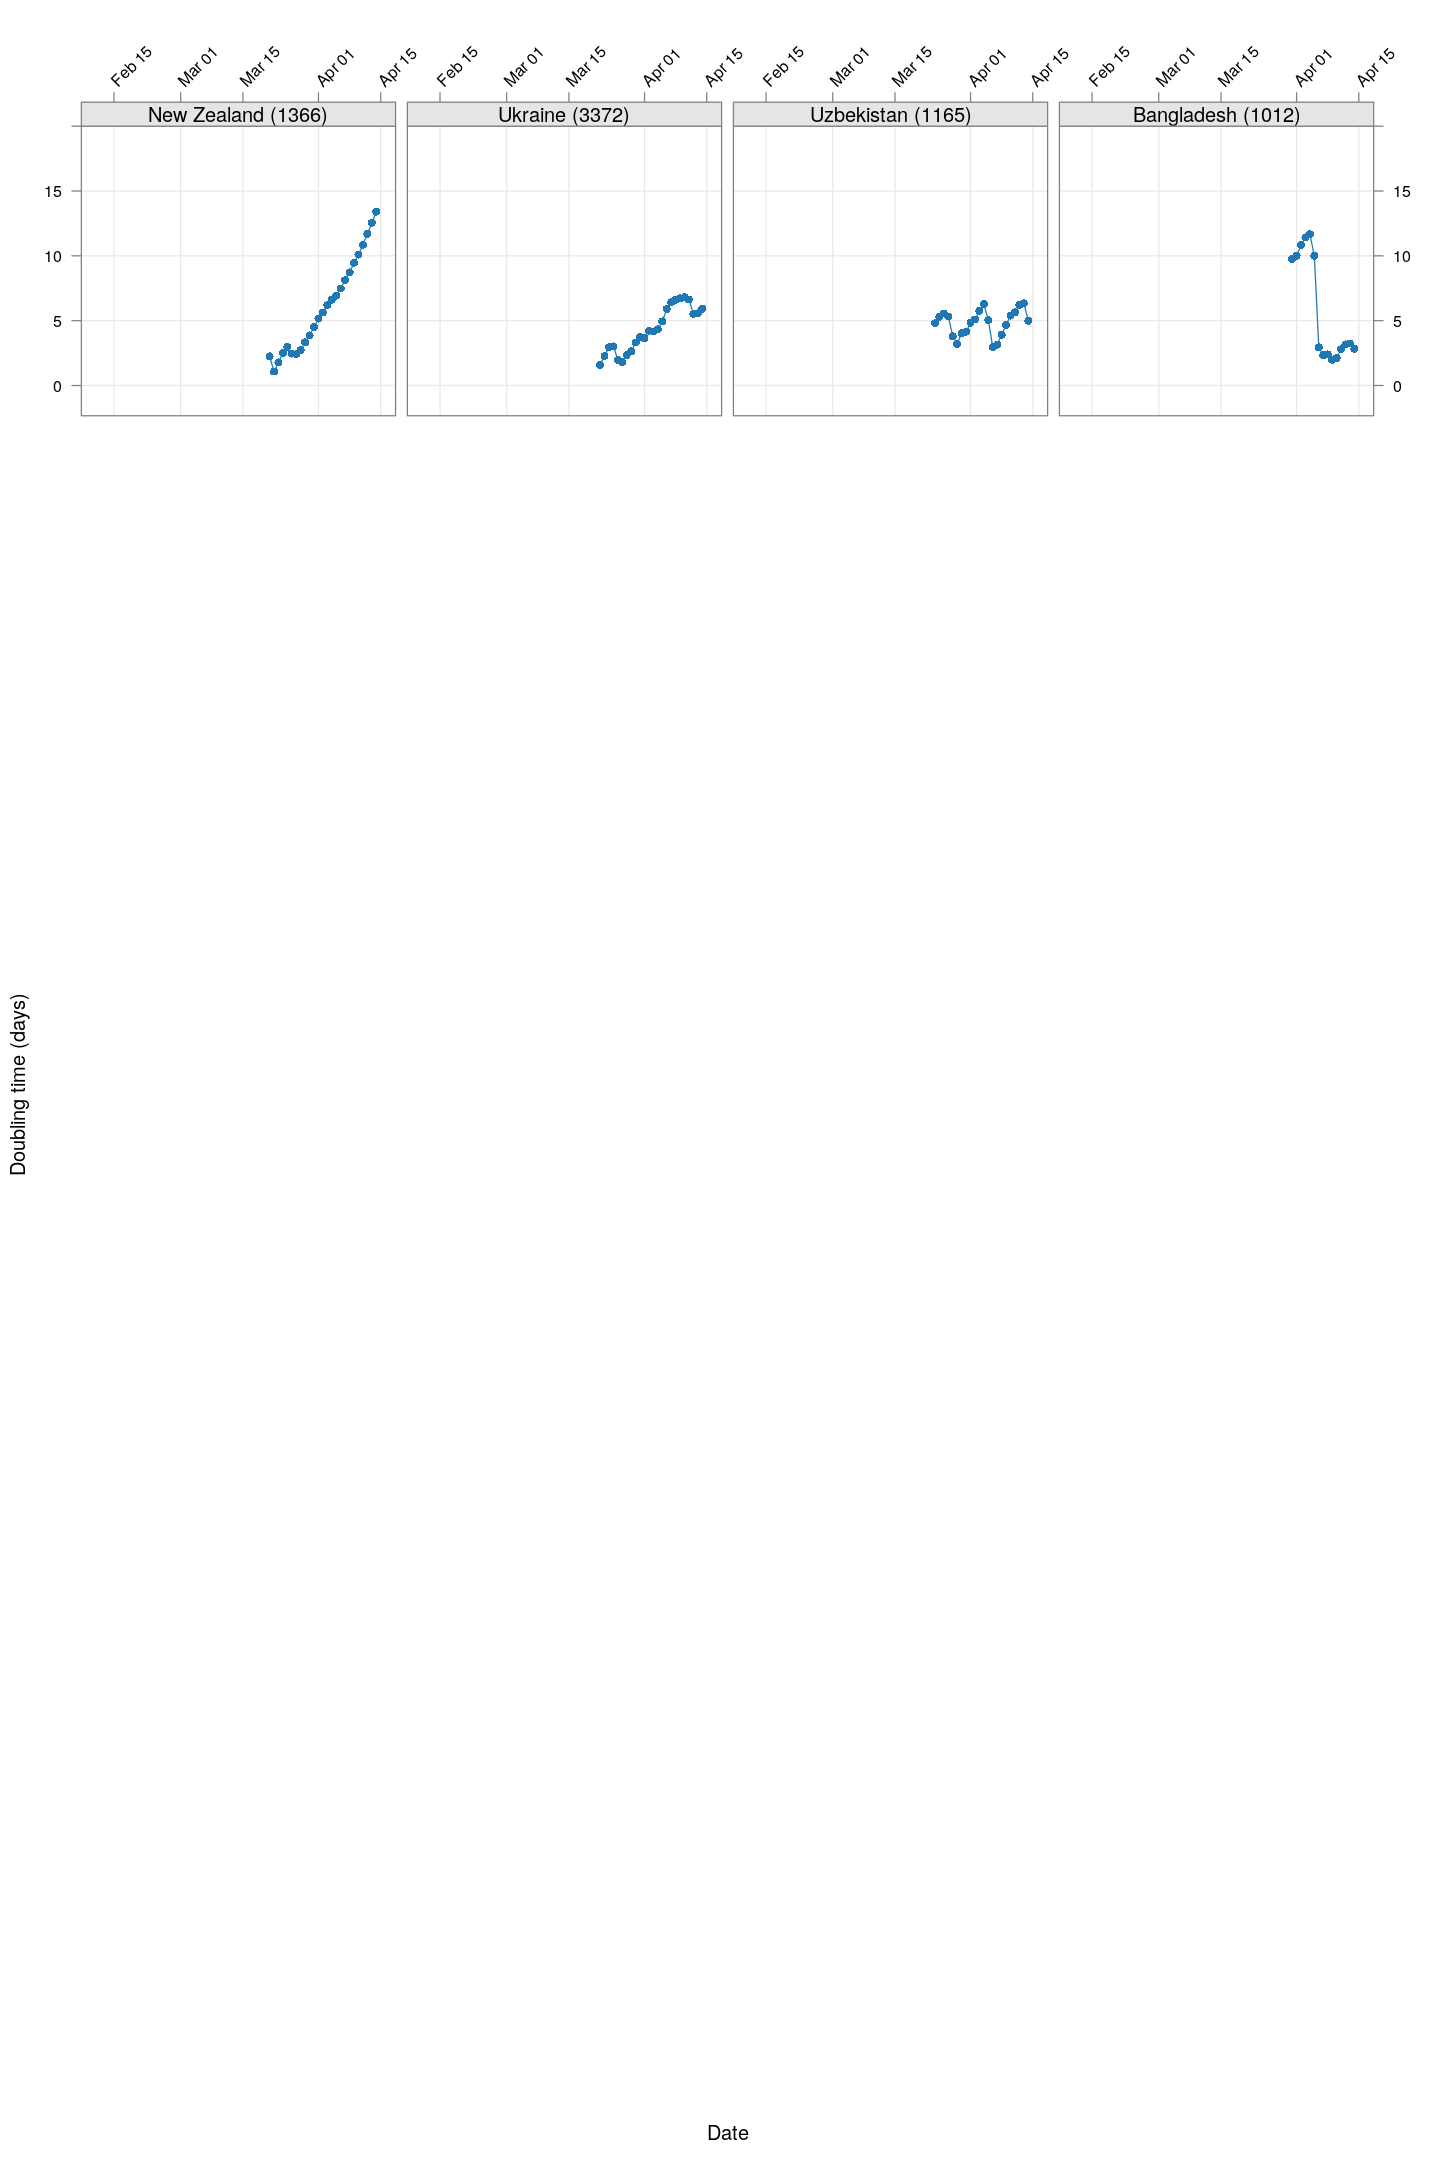 Feb 15 Mar 01 Mar 15 Apr 01 Apr 15 Feb 15 Mar 01 Mar 15 Apr 01 Apr 15 Feb 15 Mar 01 Mar 15 Apr 01 Apr 15 Feb 15 Mar 01 Mar 15 Apr 01 Apr 15
New Zealand (1366) Ukraine (3372) Uzbekistan (1165) Bangladesh (1012)
15 15
10 10
5 5
0 0
Doubling time (days)
Date